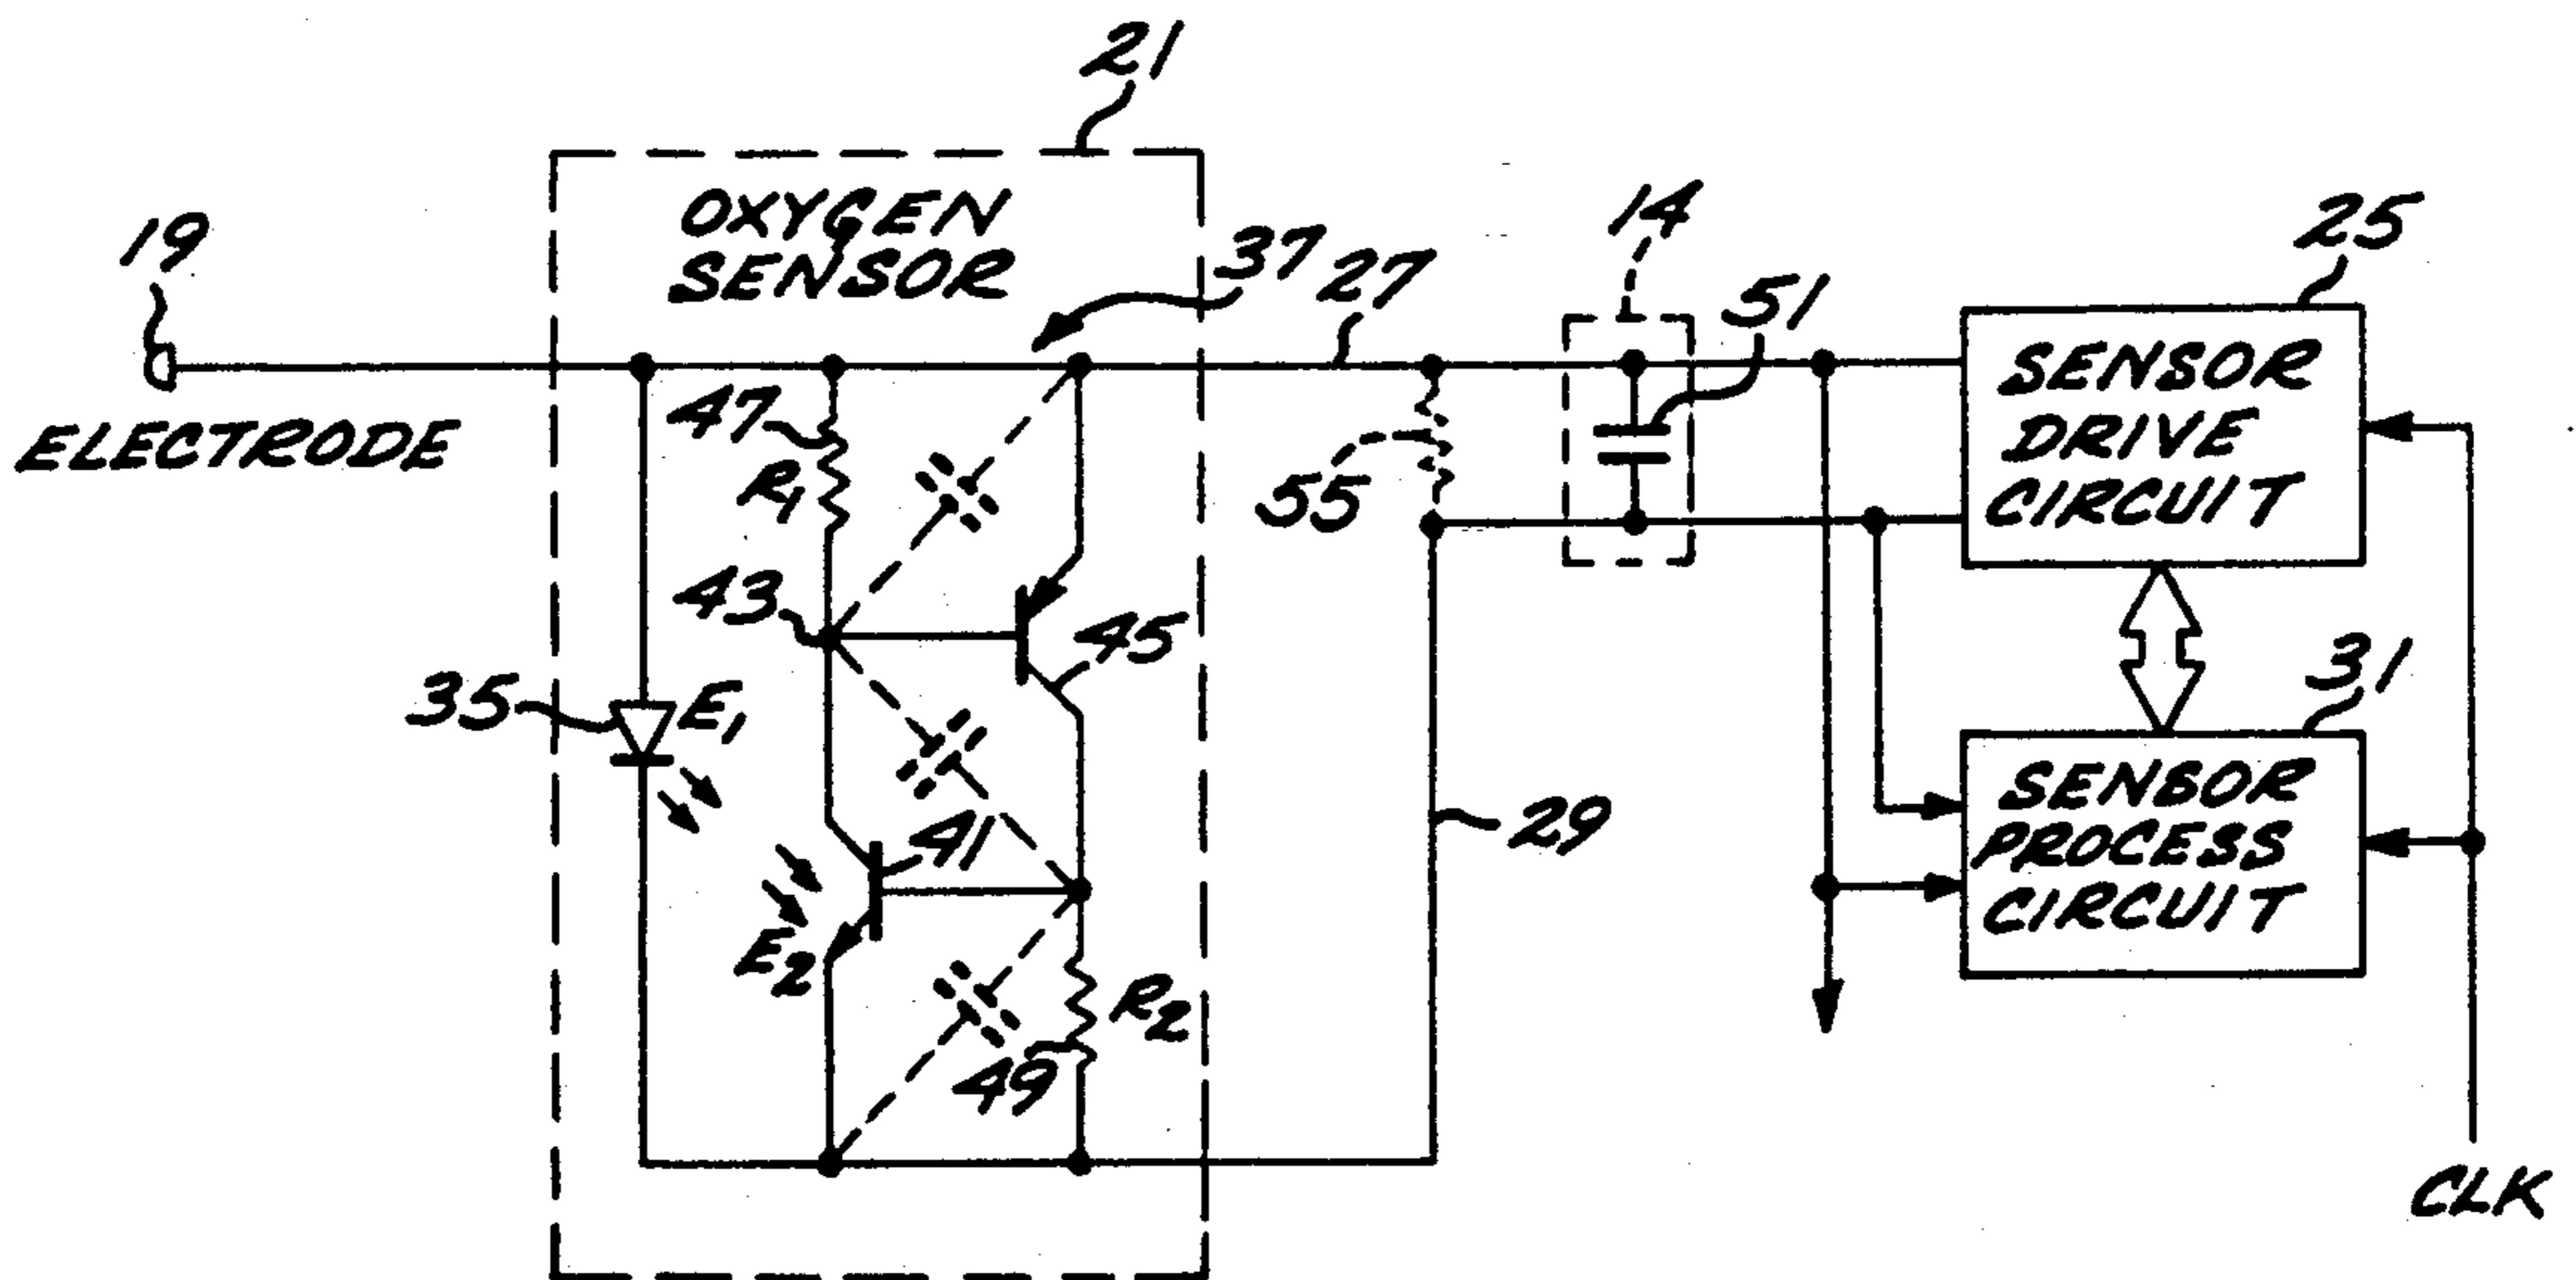 21
OXYGEN
SENSOR
19
ELECTRODE
37
27
14
51
25
SENSOR
DRIVE
CIRCUIT
47
R1
55
43
45
35
E1
41
E2
29
31
SENSOR
PROCESS
CIRCUIT
R2
49
CLK